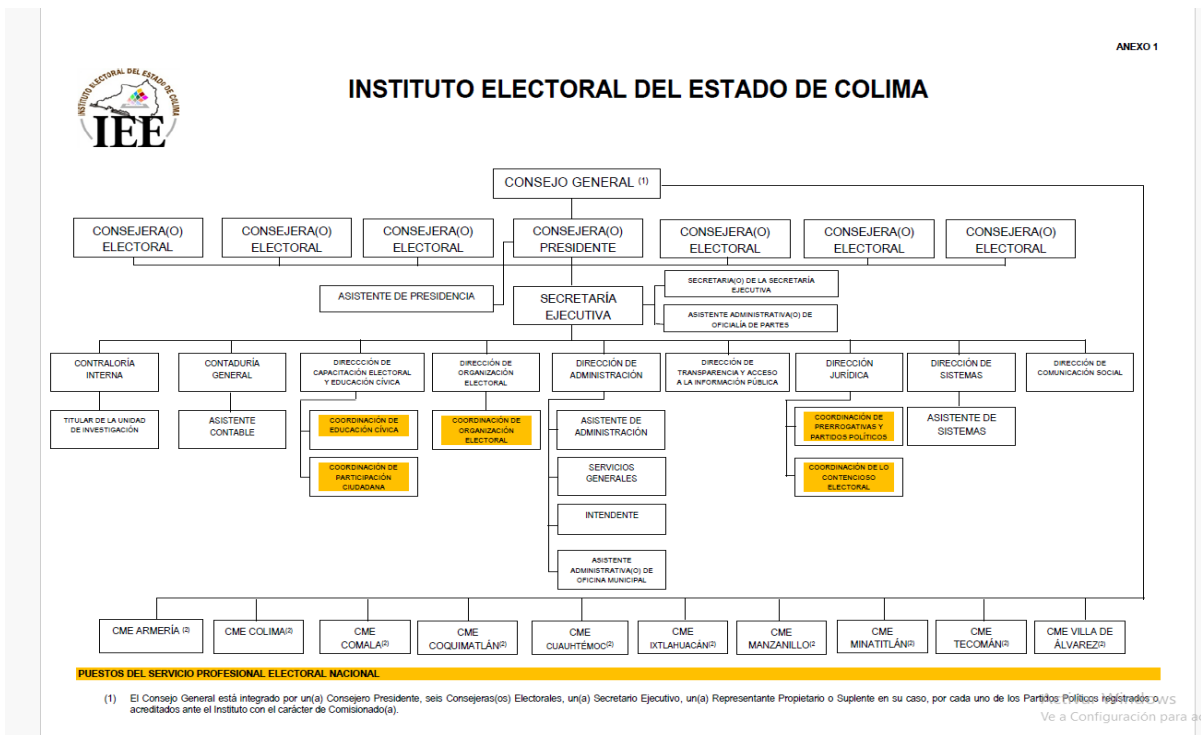 ANEXO 1
INSTITUTO ELECTORAL DEL ESTADO DE COLIMA
IEE
INSTITUTO ELECTORAL DEL ESTADO DE COLIMA
CONSEJO GENERAL (1)
CONSEJERA(O)
ELECTORAL
CONSEJERA(O)
ELECTORAL
CONSEJERA(O)
ELECTORAL
CONSEJERA(O)
PRESIDENTE
CONSEJERA(O)
ELECTORAL
CONSEJERA(O)
ELECTORAL
CONSEJERA(O)
ELECTORAL
ASISTENTE DE PRESIDENCIA
SECRETARÍA
EJECUTIVA
SECRETARIA(O) DE LA SECRETARÍA
EJECUTIVA
ASISTENTE ADMINISTRATIVA(O) DE
OFICIALÍA DE PARTES
CONTRALORÍA
INTERNA
CONTADURÍA
GENERAL
DIRECCCIÓN DE
CAPACITACIÓN ELECTORAL
Y EDUCACIÓN CÍVICA
DIRECCIÓN DE
ORGANIZACIÓN
ELECTORAL
DIRECCIÓN DE
ADMINISTRACIÓN
DIRECCIÓN DE
TRANSPARENCIA Y ACCESO
A LA INFORMACIÓN PÚBLICA
DIRECCIÓN
JURÍDICA
DIRECCIÓN DE
SISTEMAS
DIRECCIÓN DE
COMUNICACIÓN SOCIAL
TITULAR DE LA UNIDAD
DE INVESTIGACIÓN
ASISTENTE
CONTABLE
COORDINACIÓN DE
EDUCACIÓN CÍVICA
COORDINACIÓN DE
ORGANIZACIÓN
ELECTORAL
ASISTENTE DE
ADMINISTRACIÓN
COORDINACIÓN DE
PRERROGATIVAS Y
PARTIDOS POLÍTICOS
ASISTENTE DE
SISTEMAS
COORDINACIÓN DE
PARTICIPACIÓN
CIUDADANA
SERVICIOS
GENERALES
COORDINACIÓN DE LO
CONTENCIOSO
ELECTORAL
INTENDENTE
ASISTENTE
ADMINISTRATIVA(O) DE
OFICINA MUNICIPAL
CME ARMERÍA (2)
CME COLIMA(2)
CME
COMALA(2)
CME
COQUIMATLÁN(2)
CME
CUAUHTÉMOC(2)
CME
IXTLAHUACÁN(2)
CME
MANZANILLO(2
CME
MINATITLÁN(2)
CME
TECOMÁN(2)
CME VILLA DE
ÁLVAREZ(2)
PUESTOS DEL SERVICIO PROFESIONAL ELECTORAL NACIONAL
(1) El Consejo General está integrado por un(a) Consejero Presidente, seis Consejeras(os) Electorales, un(a) Secretario Ejecutivo, un(a) Representante Propietario o Suplente en su caso, por cada uno de los Partidos Políticos registrados o
acreditados ante el Instituto con el carácter de Comisionado(a).
Ve a Configuración para